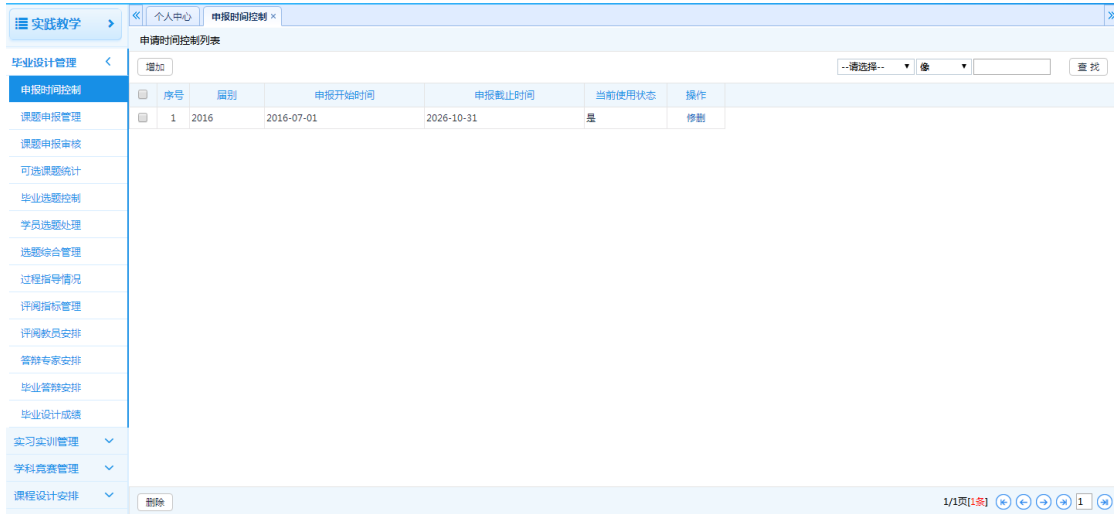 实践教学
个人中心 申报时间控制 ×
申请时间控制列表
毕业设计管理
增加 --请选择-- 像 查 找
申报时间控制
序号 届别 申报开始时间 申报截止时间 当前使用状态 操作
1 2016 2016-07-01 2026-10-31 是 修删
课题申报管理
课题申报审核
可选课题统计
毕业选题控制
学员选题处理
选题综合管理
过程指导情况
评阅指标管理
评阅教员安排
答辩专家安排
毕业答辩安排
毕业设计成绩
实习实训管理
学科竞赛管理
课程设计安排
删除 1/1页[1条] 1